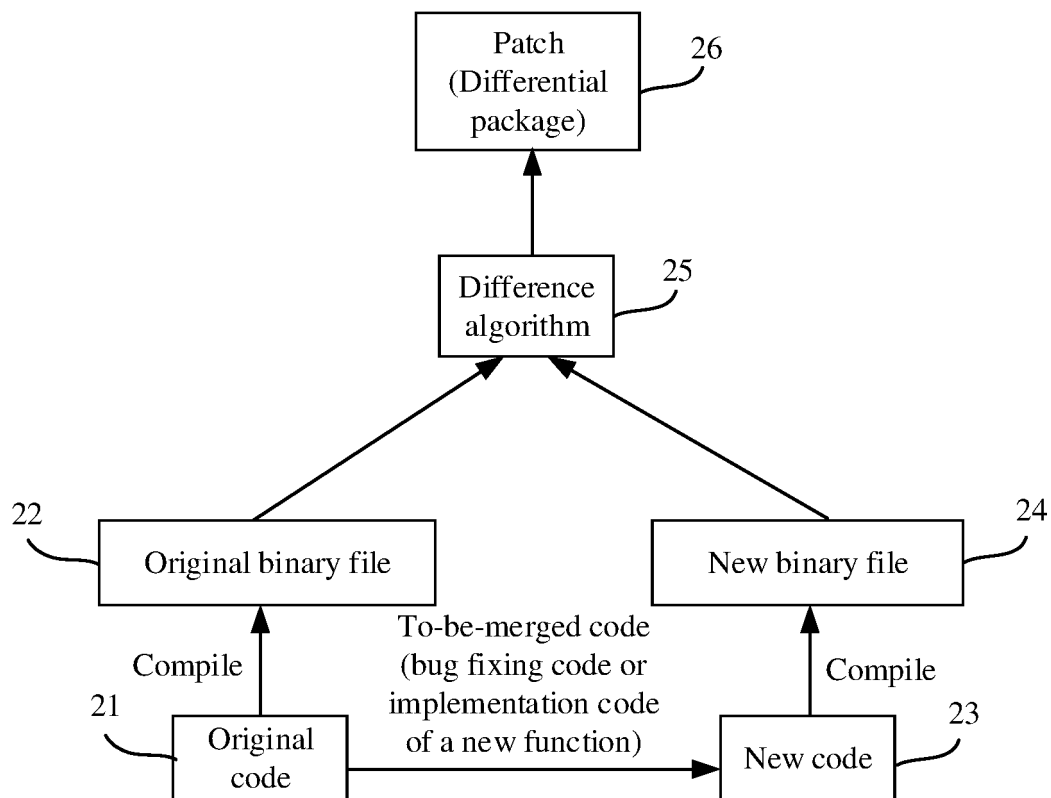 Patch
(Differential
package)
26
Difference
algorithm
25
22
Original binary file
New binary file
24
Compile
To-be-merged code
(bug fixing code or
implementation code
of a new function)
Compile
21
Original
code
New code
23